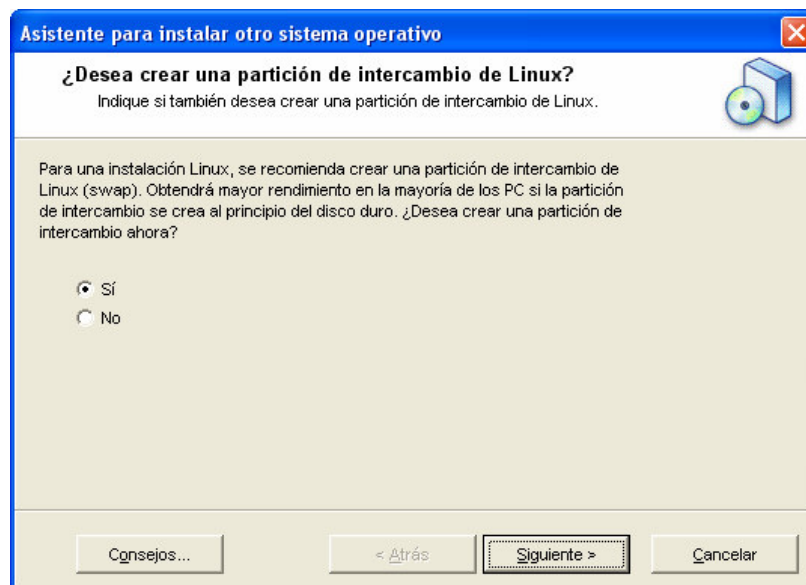 Asistente para instalar otro sistema operativo
¿Desea crear una partición de intercambio de Linux?
Indique si también desea crear una partición de intercambio de Linux.
Para una instalación Linux, se recomienda crear una partición de intercambio de
Linux (swap). Obtendrá mayor rendimiento en la mayoría de los PC si la partición
de intercambio se crea al principio del disco duro. ¿Desea crear una partición de
intercambio ahora?
Sí
No
Consejos... < Atrás Siguiente > Cancelar